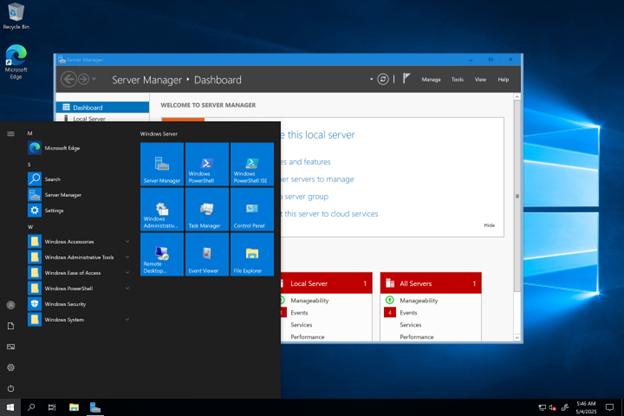 Recycle Bin
Microsoft
Edge
Server Manager
Server Manager • Dashboard
Manage Tools View Help
Dashboard
Local Server
WELCOME TO SERVER MANAGER
e this local server
es and features
er servers to manage
server group
t this server to cloud services
Hide
M
Microsoft Edge
S
Search
Server Manager
Settings
W
Windows Accessories
Windows Administrative Tools
Windows Ease of Access
Windows PowerShell
Windows Security
Windows System
Windows Server
Server Manager
Windows
PowerShell
Windows
PowerShell ISE
Windows
Administrativ...
Task Manager
Control Panel
Remote
Desktop...
Event Viewer
File Explorer
Local Server 1
Manageability
Events
Services
Performance
All Servers 1
Manageability
4 Events
Services
Performance
5:46 AM
5/4/2025